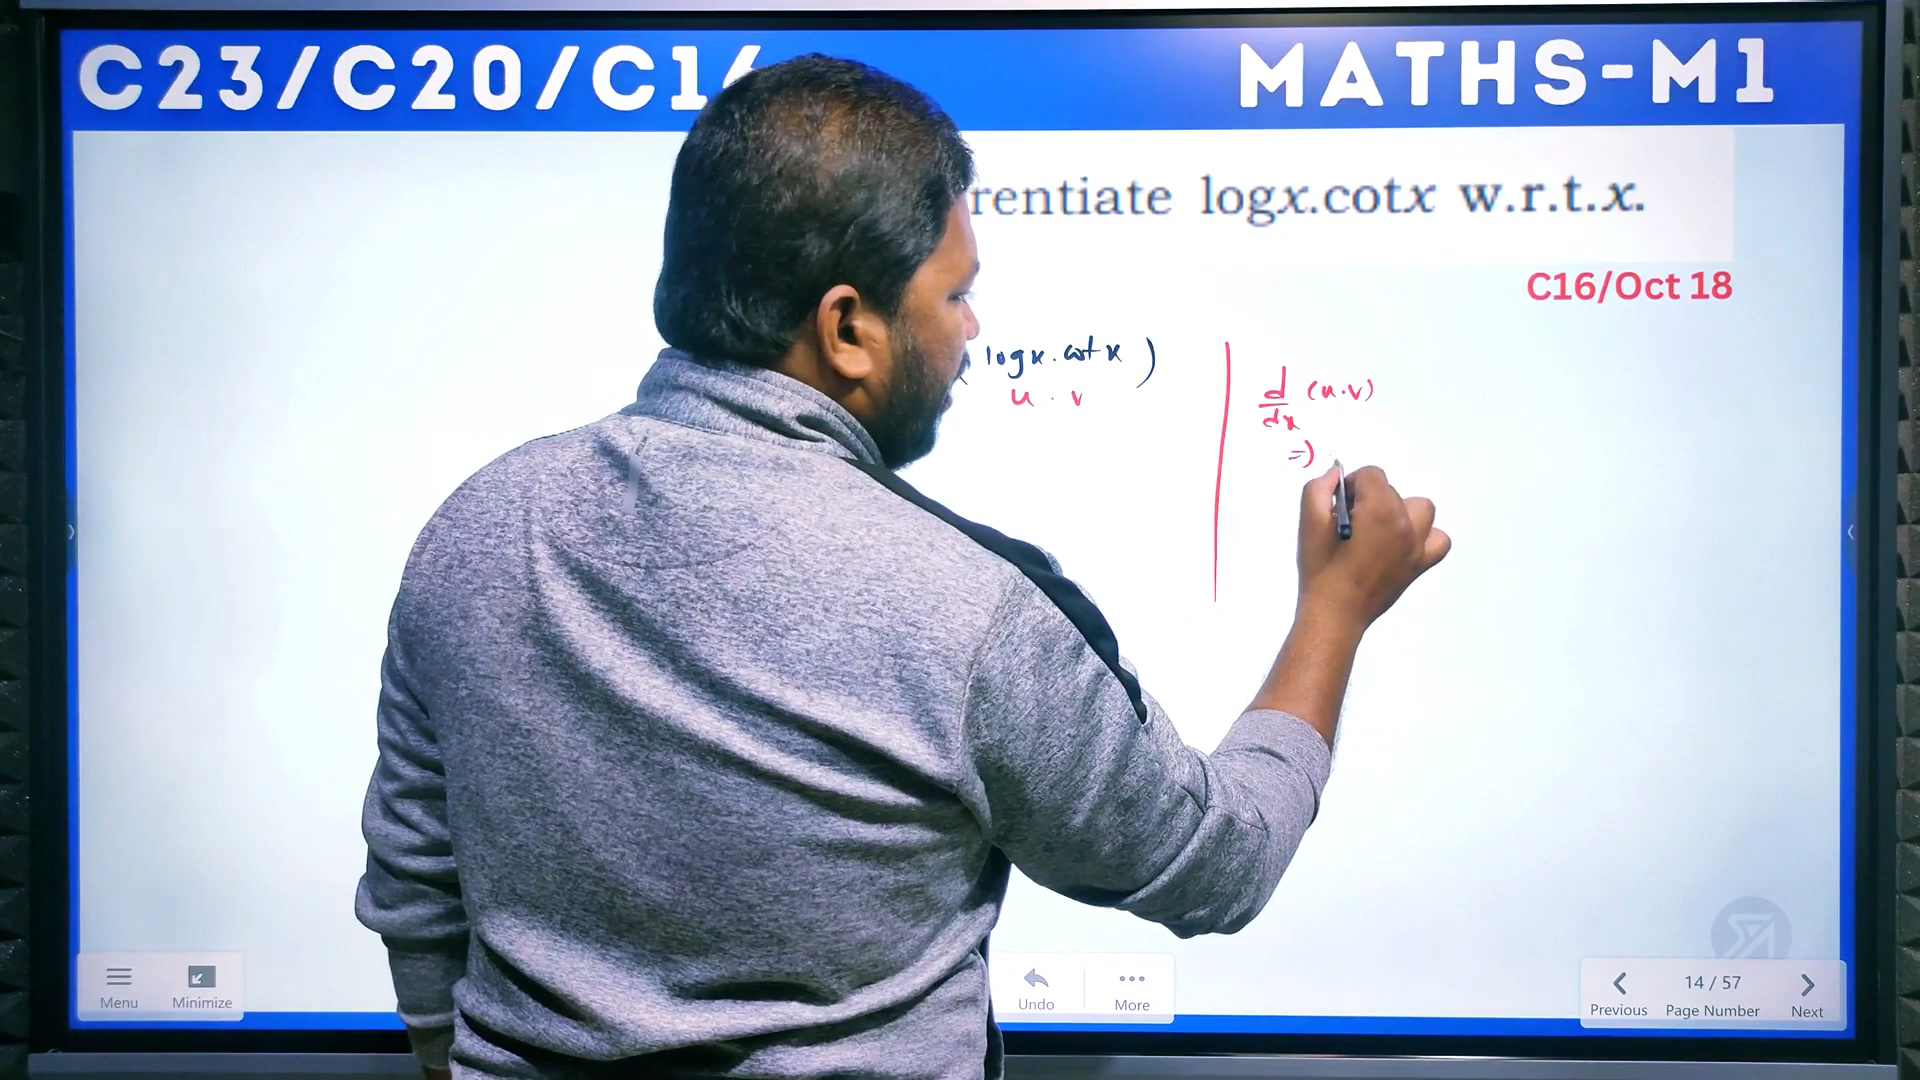 C23/C20/C16 MATHS-M1
rentiate logx.cotx w.r.t.x.
C16/Oct 18
logx.cotx )
u . v
d/dx (u.v)
=)
Menu
Minimize
Undo
More
Previous
14 / 57
Page Number
Next